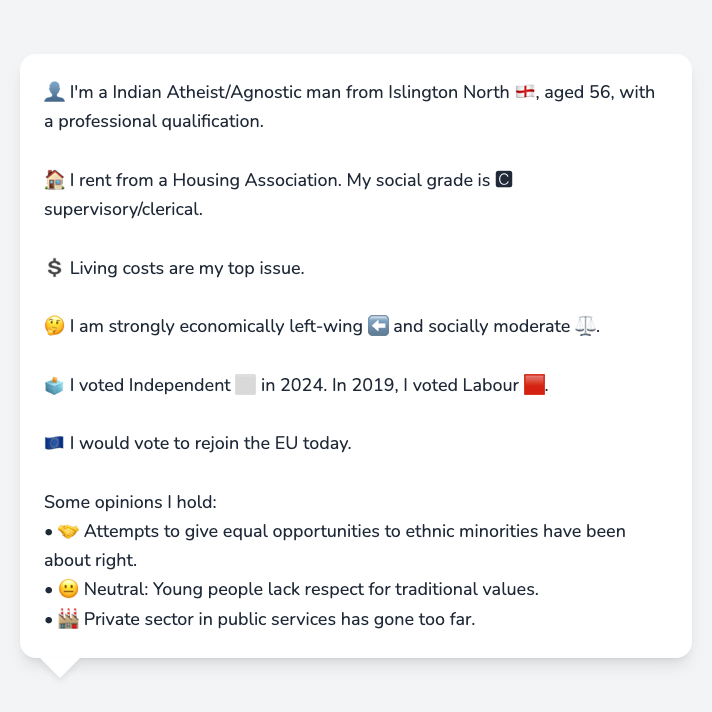 👤 I'm a Indian Atheist/Agnostic man from Islington North 🏴󠁧󠁢󠁥󠁮󠁧󠁿, aged 56, with
a professional qualification.
🏠 I rent from a Housing Association. My social grade is 🅲
supervisory/clerical.
💲 Living costs are my top issue.
🤔 I am strongly economically left-wing ⬅️ and socially moderate ⚖️.
🗳️ I voted Independent ⬜ in 2024. In 2019, I voted Labour 🟥.
🇪🇺 I would vote to rejoin the EU today.
Some opinions I hold:
• 🤝 Attempts to give equal opportunities to ethnic minorities have been
about right.
• 😐 Neutral: Young people lack respect for traditional values.
• 🏭 Private sector in public services has gone too far.